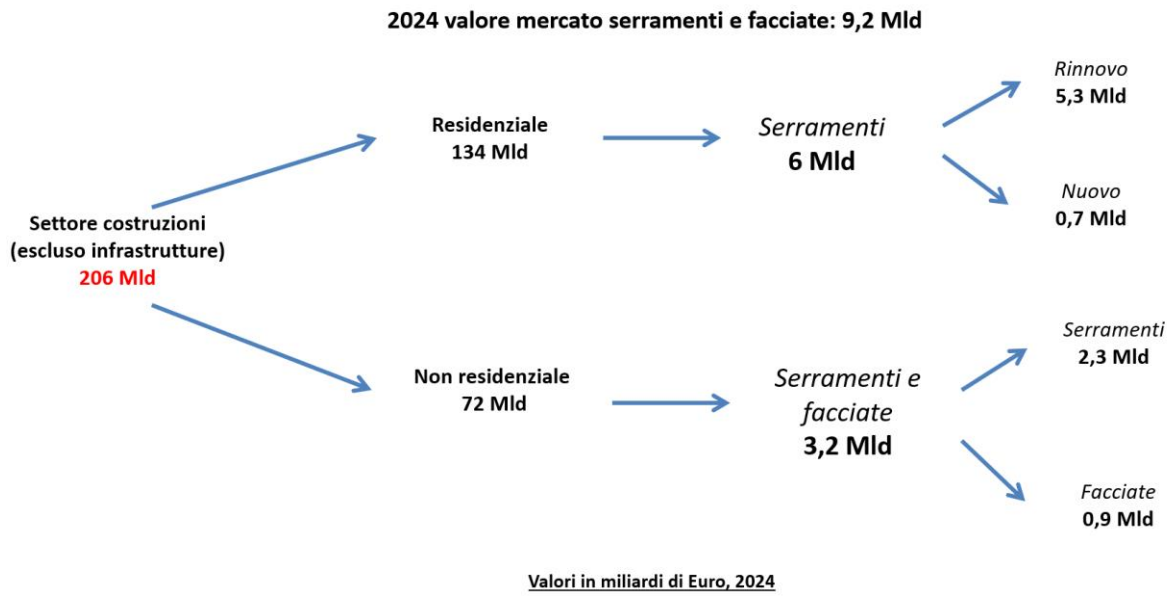 2024 valore mercato serramenti e facciate: 9,2 Mld
Rinnovo
5,3 Mld
Residenziale
134 Mld
Serramenti
6 Mld
Nuovo
0,7 Mld
Settore costruzioni
(escluso infrastrutture)
206 Mld
Non residenziale
72 Mld
Serramenti e
facciate
3,2 Mld
Serramenti
2,3 Mld
Facciate
0,9 Mld
Valori in miliardi di Euro, 2024